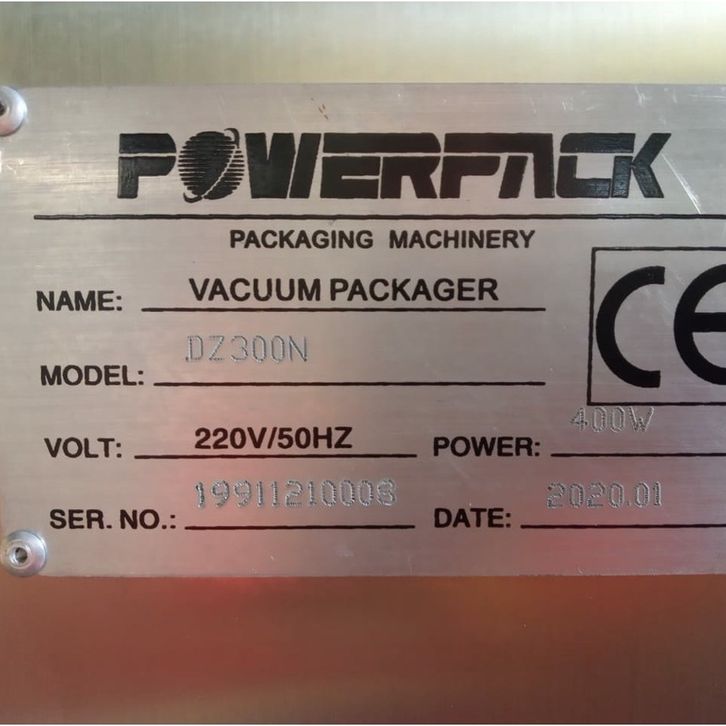 POWERPACK
PACKAGING MACHINERY
NAME: VACUUM PACKAGER
CE
MODEL: DZ300N
VOLT: 220V/50HZ POWER: 400W
SER. NO.: 19911210008 DATE: 2020.01